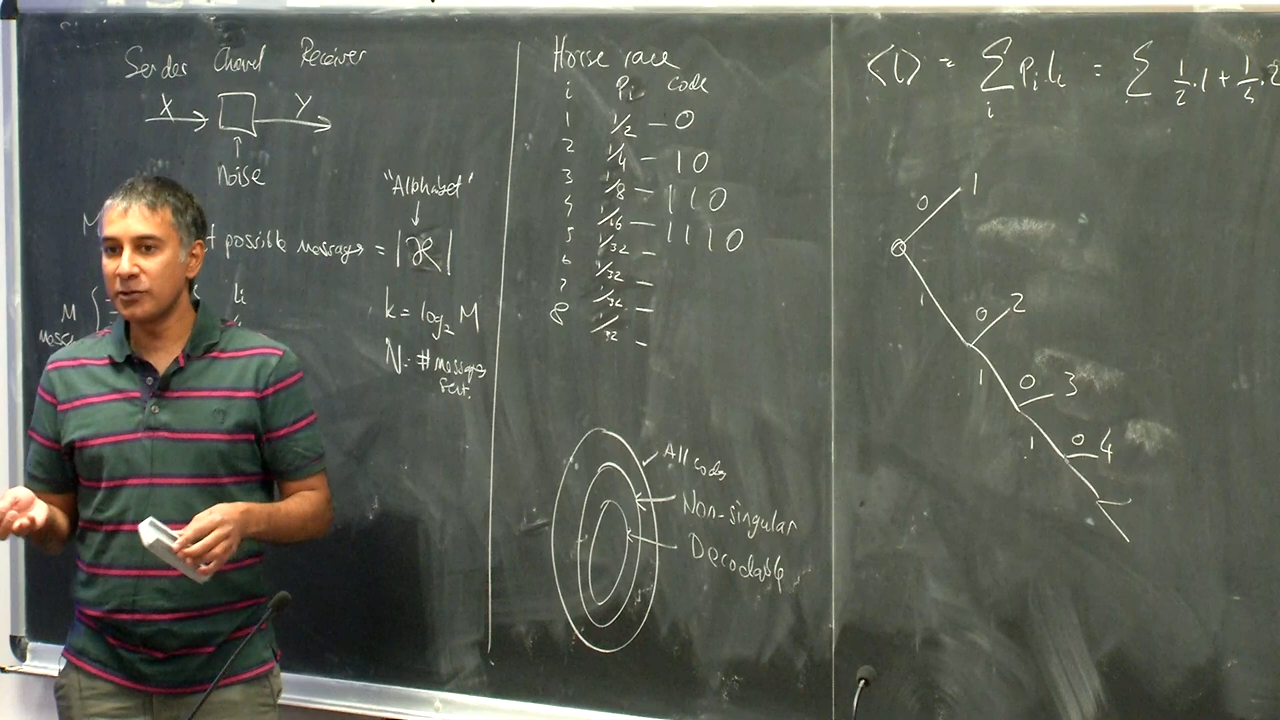 Sender Channel Receiver
X Y
Noise
"Alphabet"
M
t possible messages = |𝒳|
k = log₂ M
N = # messages
sent.
M { li
Horse race
i Pi code
1 1/2 - 0
2 1/4 - 10
3 1/8 - 110
4 1/16 - 1110
5 1/32 -
6 1/32 -
7 1/32 -
8 1/32 -
All codes
Non-singular
Decodable
<l> = Σ Pi li = Σ 1/2 · 1 + 1/4 · 2
i
0 1
1
0 2
1
0 3
1
0 4